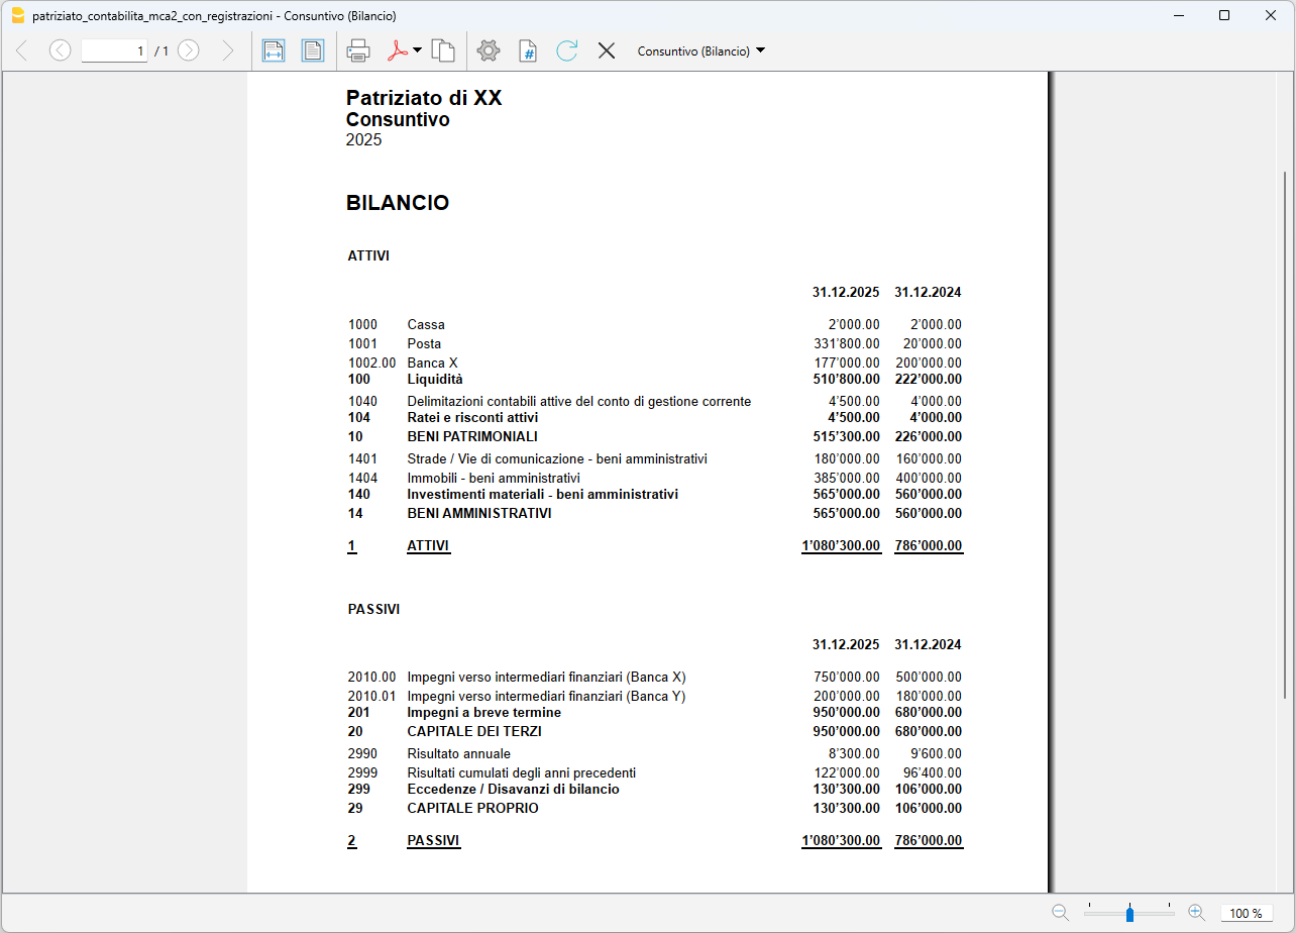 patriziato_contabilita_mca2_con_registrazioni - Consuntivo (Bilancio)
1 / 1 Consuntivo (Bilancio)
Patriziato di XX
Consuntivo
2025
BILANCIO
ATTIVI
31.12.2025 31.12.2024
1000 Cassa 2'000.00 2'000.00
1001 Posta 331'800.00 20'000.00
1002.00 Banca X 177'000.00 200'000.00
100 Liquidità 510'800.00 222'000.00
1040 Delimitazioni contabili attive del conto di gestione corrente 4'500.00 4'000.00
104 Ratei e risconti attivi 4'500.00 4'000.00
10 BENI PATRIMONIALI 515'300.00 226'000.00
1401 Strade / Vie di comunicazione - beni amministrativi 180'000.00 160'000.00
1404 Immobili - beni amministrativi 385'000.00 400'000.00
140 Investimenti materiali - beni amministrativi 565'000.00 560'000.00
14 BENI AMMINISTRATIVI 565'000.00 560'000.00
1 ATTIVI 1'080'300.00 786'000.00
PASSIVI
31.12.2025 31.12.2024
2010.00 Impegni verso intermediari finanziari (Banca X) 750'000.00 500'000.00
2010.01 Impegni verso intermediari finanziari (Banca Y) 200'000.00 180'000.00
201 Impegni a breve termine 950'000.00 680'000.00
20 CAPITALE DEI TERZI 950'000.00 680'000.00
2990 Risultato annuale 8'300.00 9'600.00
2999 Risultati cumulati degli anni precedenti 122'000.00 96'400.00
299 Eccedenze / Disavanzi di bilancio 130'300.00 106'000.00
29 CAPITALE PROPRIO 130'300.00 106'000.00
2 PASSIVI 1'080'300.00 786'000.00
100 %